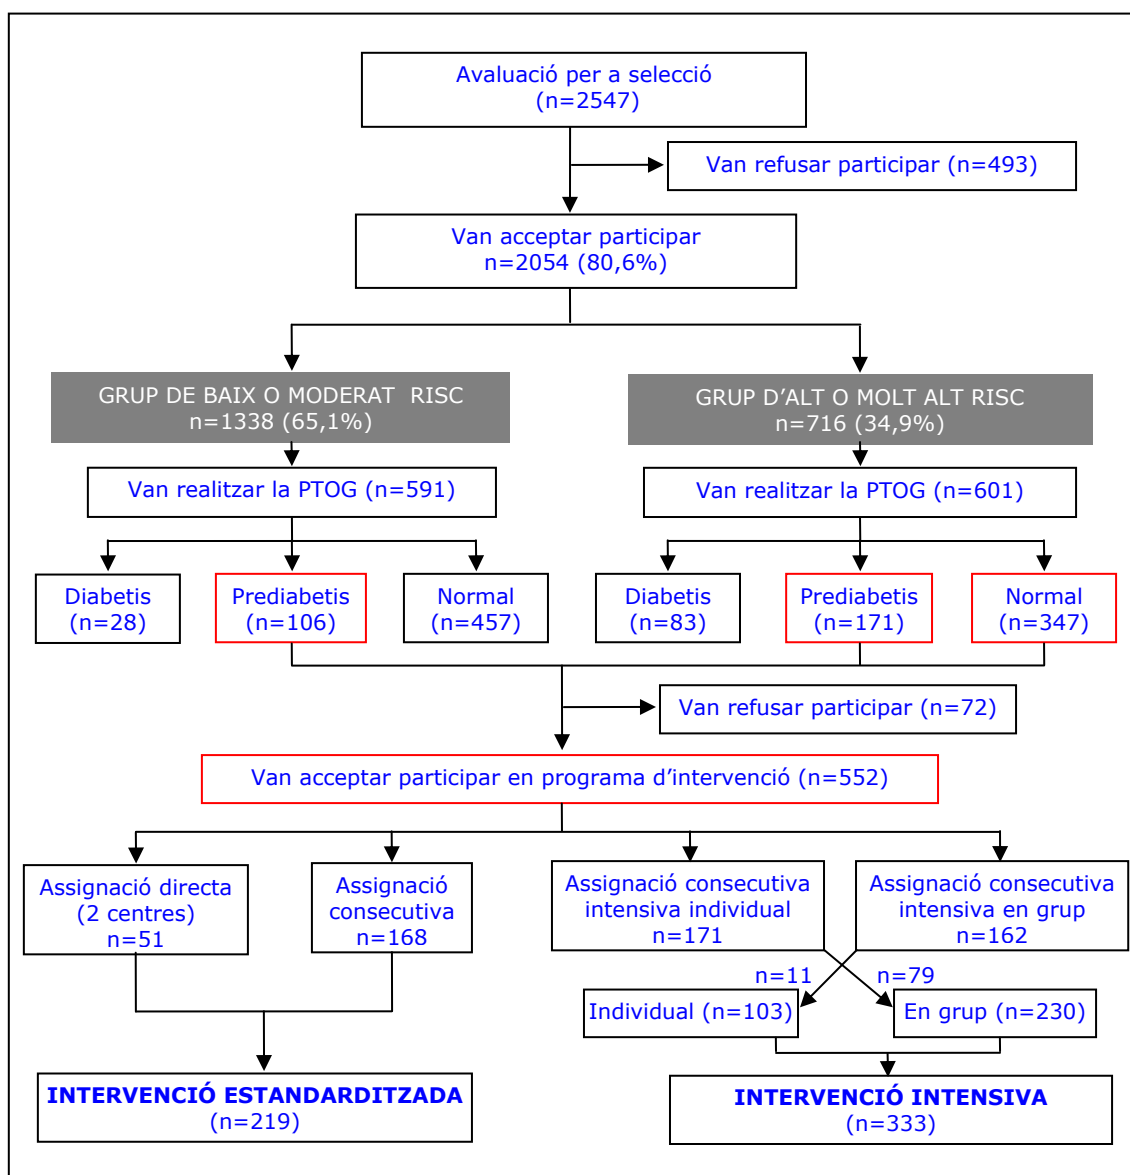 Avaluació per a selecció
(n=2547)
Van refusar participar (n=493)
Van acceptar participar
n=2054 (80,6%)
GRUP DE BAIX O MODERAT RISC
n=1338 (65,1%)
GRUP D’ALT O MOLT ALT RISC
n=716 (34,9%)
Van realitzar la PTOG (n=591)
Van realitzar la PTOG (n=601)
Diabetis
(n=28)
Prediabetis
(n=106)
Normal
(n=457)
Diabetis
(n=83)
Prediabetis
(n=171)
Normal
(n=347)
Van refusar participar (n=72)
Van acceptar participar en programa d’intervenció (n=552)
Assignació directa
(2 centres)
n=51
Assignació
consecutiva
n=168
Assignació consecutiva
intensiva individual
n=171
Assignació consecutiva
intensiva en grup
n=162
n=11
n=79
Individual (n=103)
En grup (n=230)
INTERVENCIÓ ESTANDARDITZADA
(n=219)
INTERVENCIÓ INTENSIVA
(n=333)